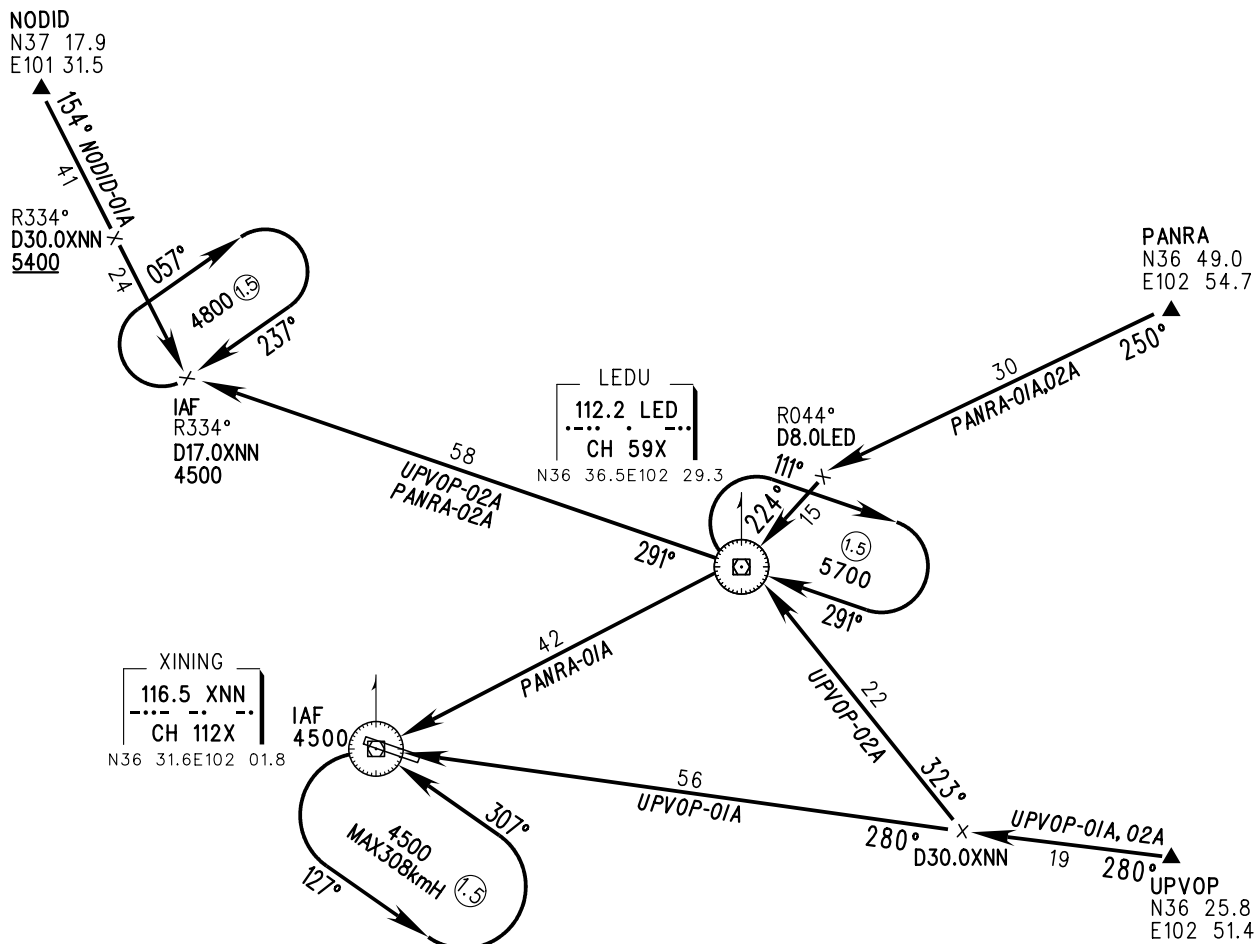 NODID
N37 17.9
E101 31.5
154° NODID-01A
41
R334°
D30.0XNN
5400
24
057°
4800 1.5
237°
IAF
R334°
D17.0XNN
4500
PANRA
N36 49.0
E102 54.7
250°
30
PANRA-01A,02A
LEDU
112.2 LED
CH 59X
N36 36.5E102 29.3
R044°
D8.0LED
111°
224°
15
1.5
5700
291°
58
UPVOP-02A
PANRA-02A
291°
42
PANRA-01A
XINING
116.5 XNN
CH 112X
N36 31.6E102 01.8
IAF
4500
22
UPVOP-02A
323°
56
UPVOP-01A
280°
D30.0XNN
UPVOP-01A, 02A
19
280°
UPVOP
N36 25.8
E102 51.4
307°
4500
MAX308kmH 1.5
127°